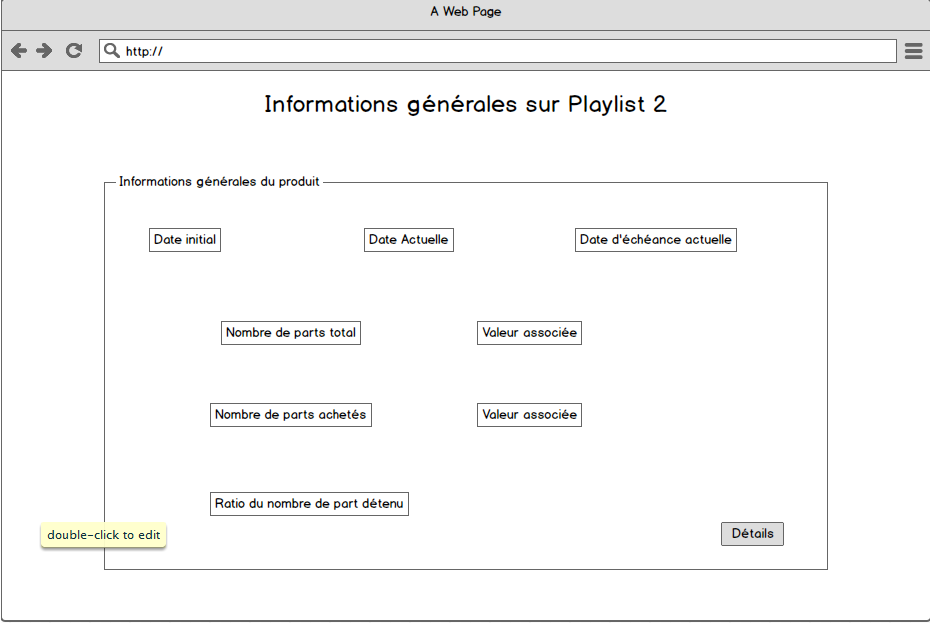 A Web Page
http://
Informations générales sur Playlist 2
Informations générales du produit
Date initial
Date Actuelle
Date d'échéance actuelle
Nombre de parts total
Valeur associée
Nombre de parts achetés
Valeur associée
Ratio du nombre de part détenu
double-click to edit
Détails